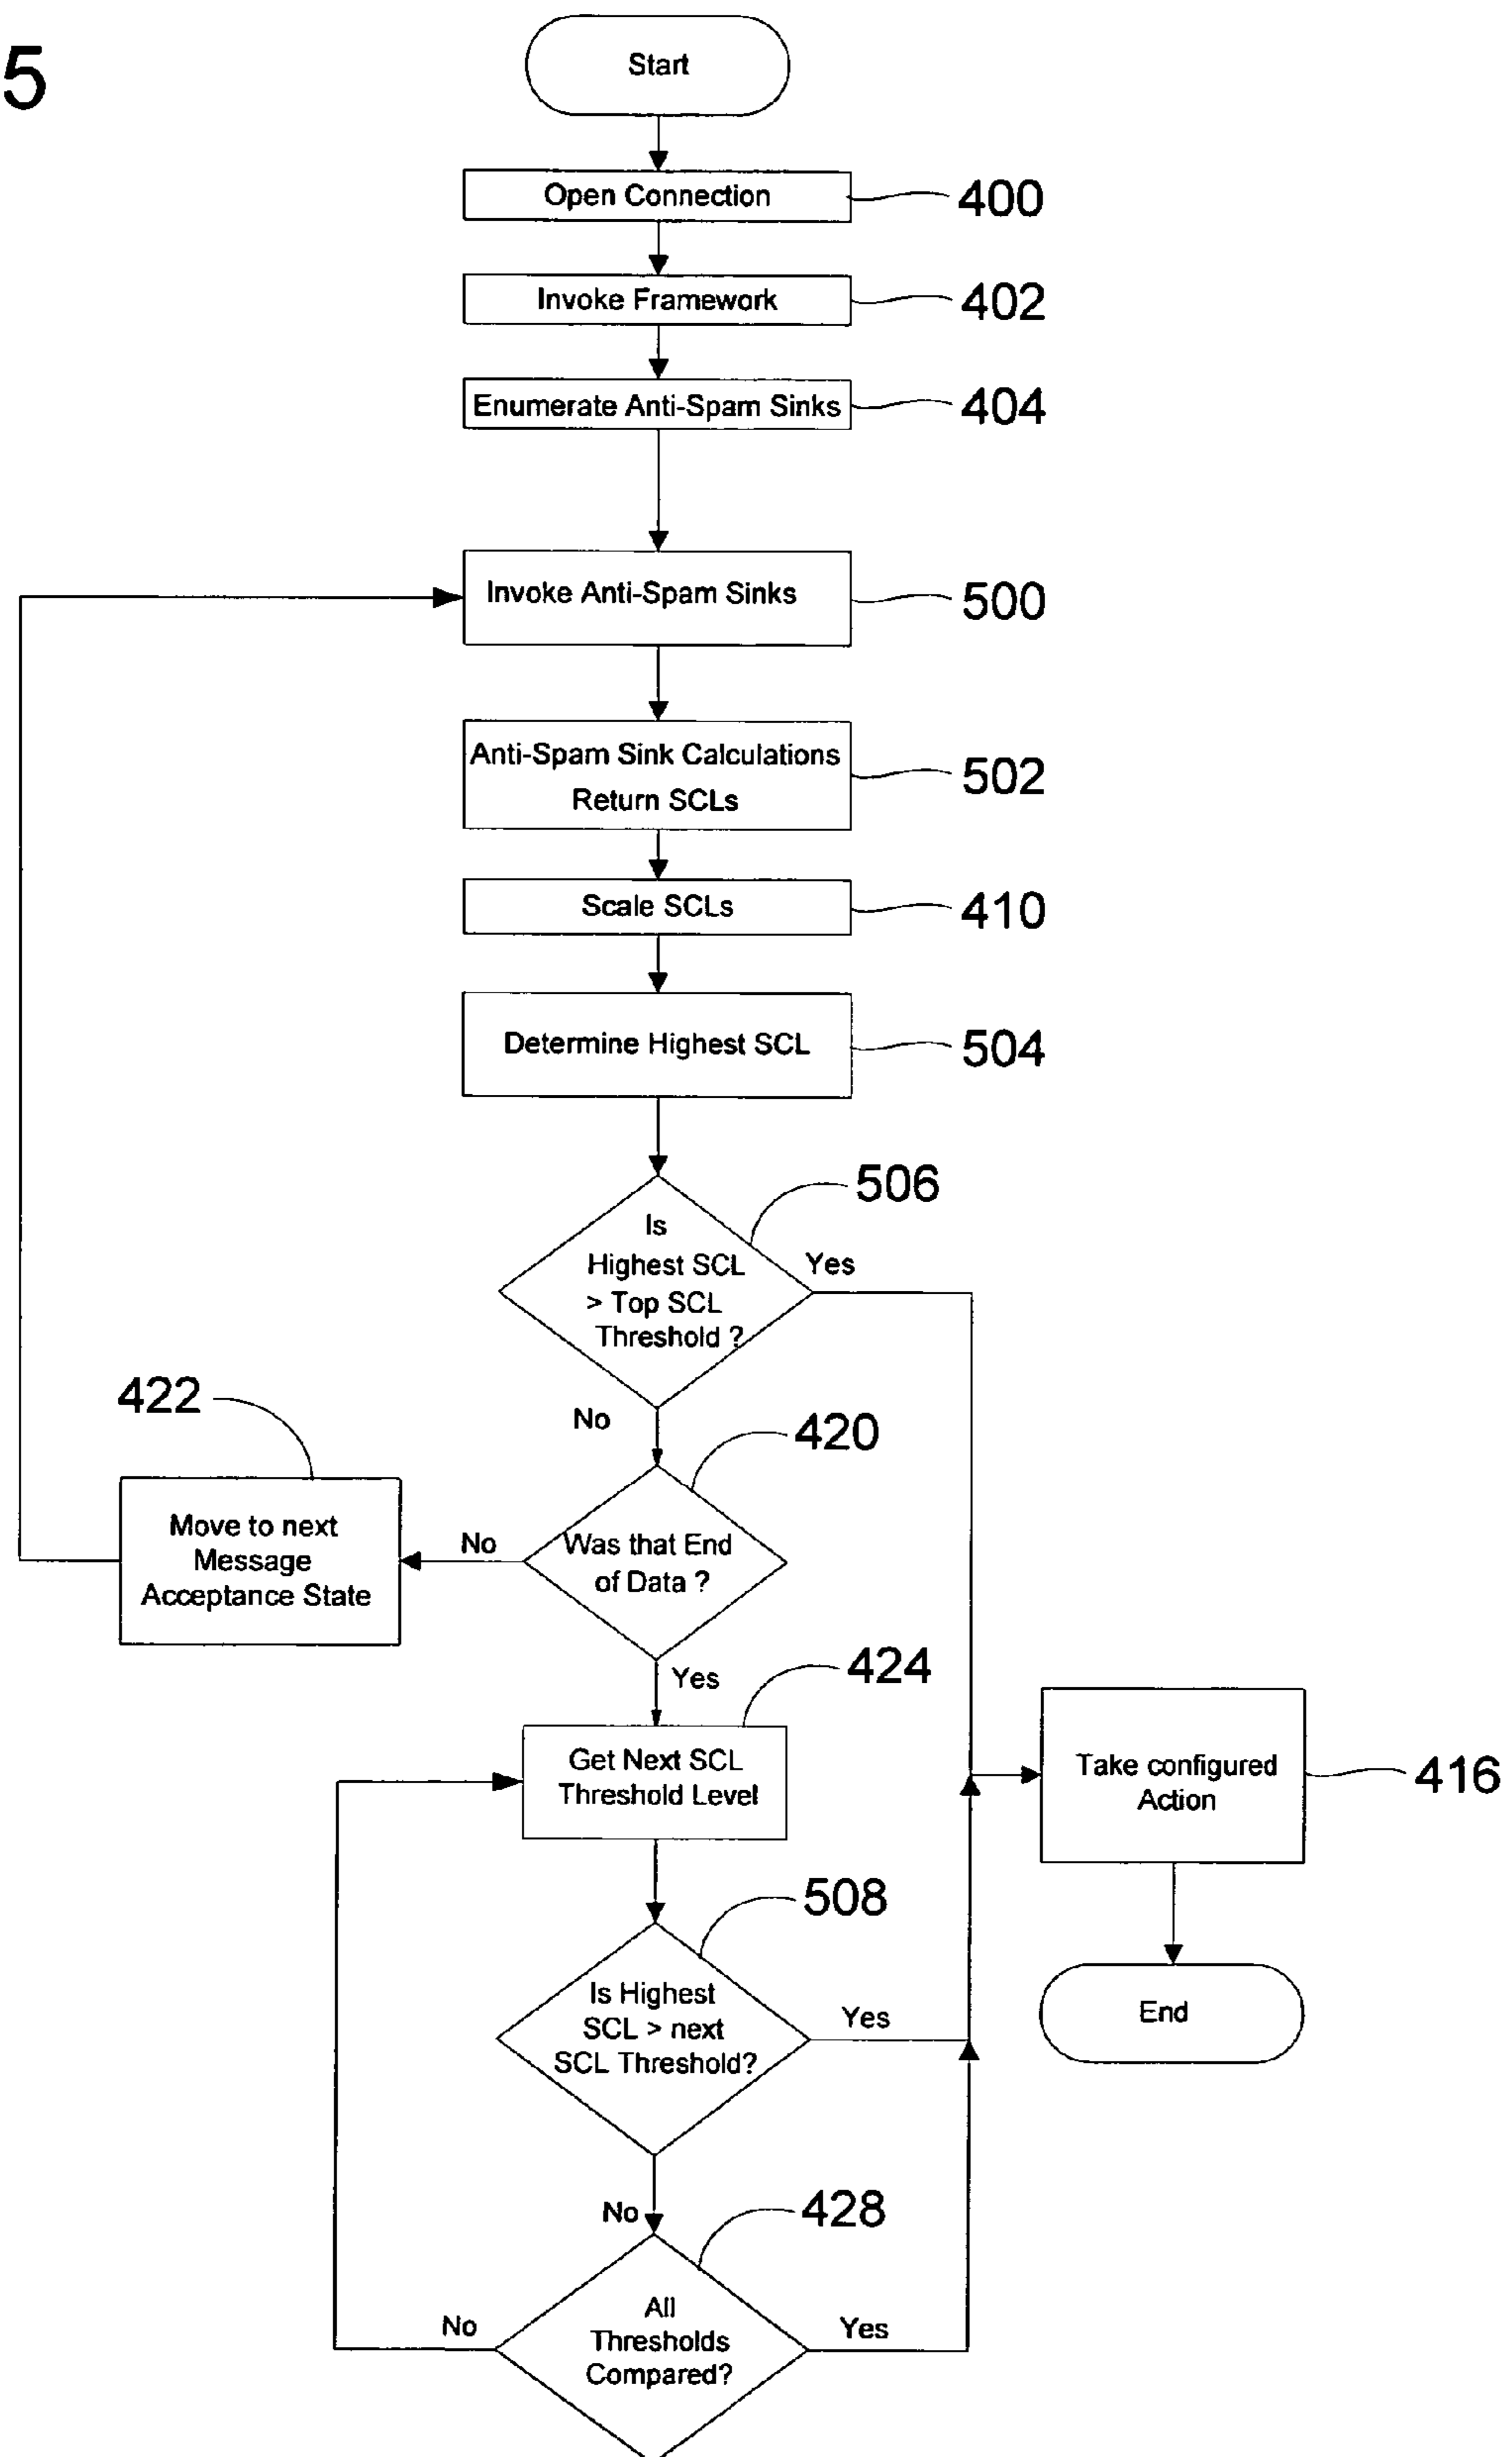 5
Start
Open Connection
400
Invoke Framework
402
Enumerate Anti-Spam Sinks
404
Invoke Anti-Spam Sinks
500
Anti-Spam Sink Calculations
Return SCLs
502
Scale SCLs
410
Determine Highest SCL
504
506
Is
Highest SCL
> Top SCL
Threshold ?
Yes
No
422
420
Move to next
Message
Acceptance State
No
Was that End
of Data ?
Yes
424
Get Next SCL
Threshold Level
Take configured
Action
416
508
Is Highest
SCL > next
SCL Threshold?
Yes
End
No
428
All
Thresholds
Compared?
No
Yes